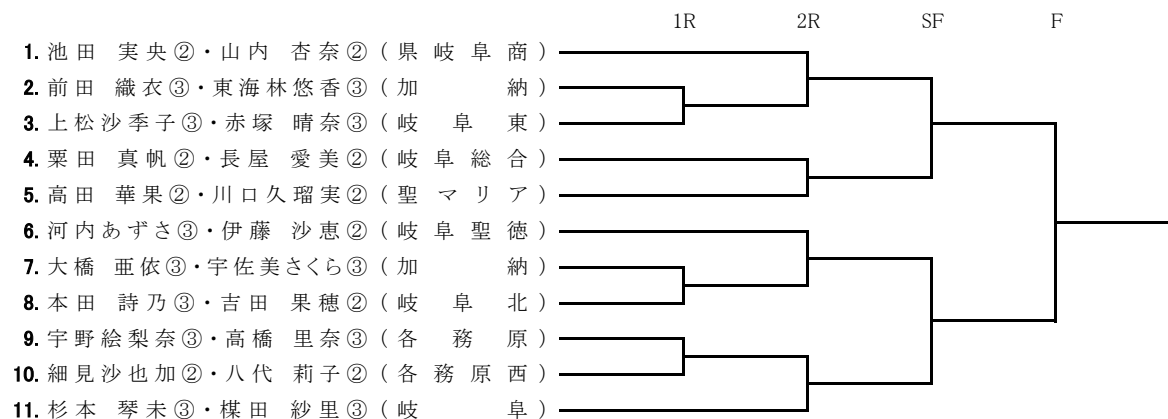 1R 2R SF F
1. 池田 実央②・山内 杏奈②（県岐阜商）
2. 前田 織衣③・東海林悠香③（加納）
3. 上松沙季子③・赤塚 晴奈③（岐阜東）
4. 粟田 真帆②・長屋 愛美②（岐阜総合）
5. 高田 華果②・川口久瑠実②（聖マリア）
6. 河内あずさ③・伊藤 沙恵②（岐阜聖徳）
7. 大橋 亜依③・宇佐美さくら③（加納）
8. 本田 詩乃③・吉田 果穂②（岐阜北）
9. 宇野絵梨奈③・高橋 里奈③（各務原）
10. 細見沙也加②・八代 莉子②（各務原西）
11. 杉本 琴未③・楳田 紗里③（岐阜）